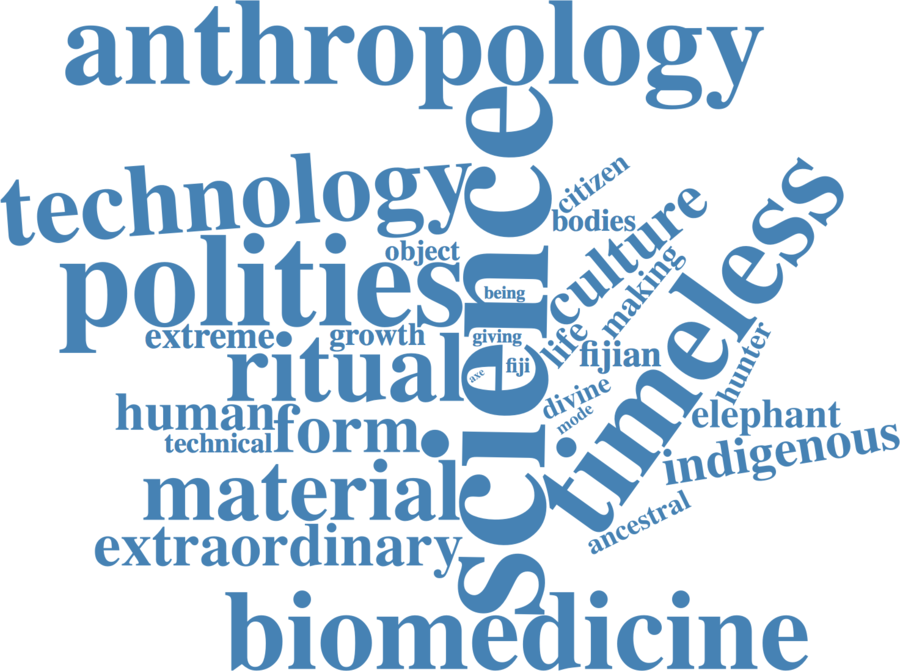 anthropology
science
technology
citizen
bodies
culture
timeless
object
polities
making
being
extreme
growth
giving
life
fijian
hunter
ritual
fiji
axe
divine
mode
human
form
elephant
technical
indigenous
material
ancestral
extraordinary
biomedicine